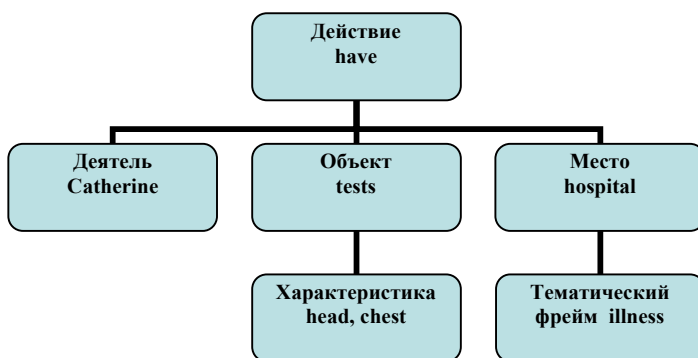 Действие
have
Деятель
Catherine
Объект
tests
Место
hospital
Характеристика
head, chest
Тематический
фрейм illness